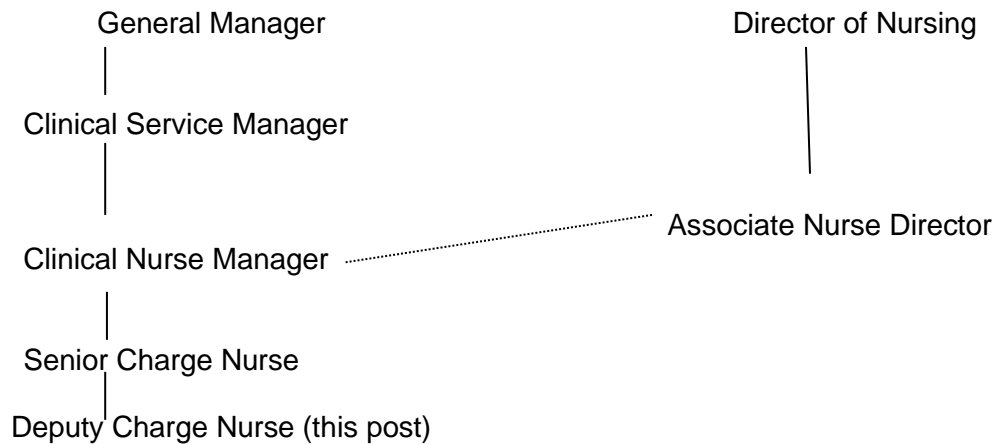 General Manager
Director of Nursing
Clinical Service Manager
Associate Nurse Director
Clinical Nurse Manager
Senior Charge Nurse
Deputy Charge Nurse (this post)